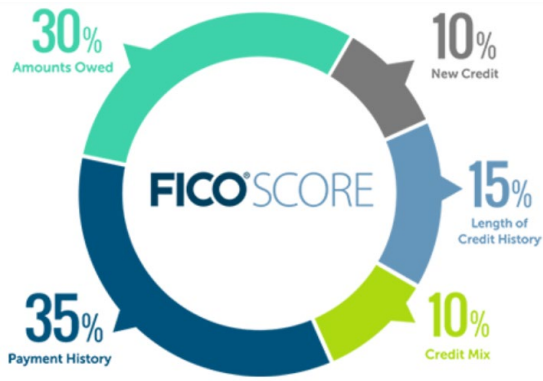 30%
Amounts Owed
10%
New Credit
FICO® SCORE
15%
Length of
Credit History
35%
Payment History
10%
Credit Mix